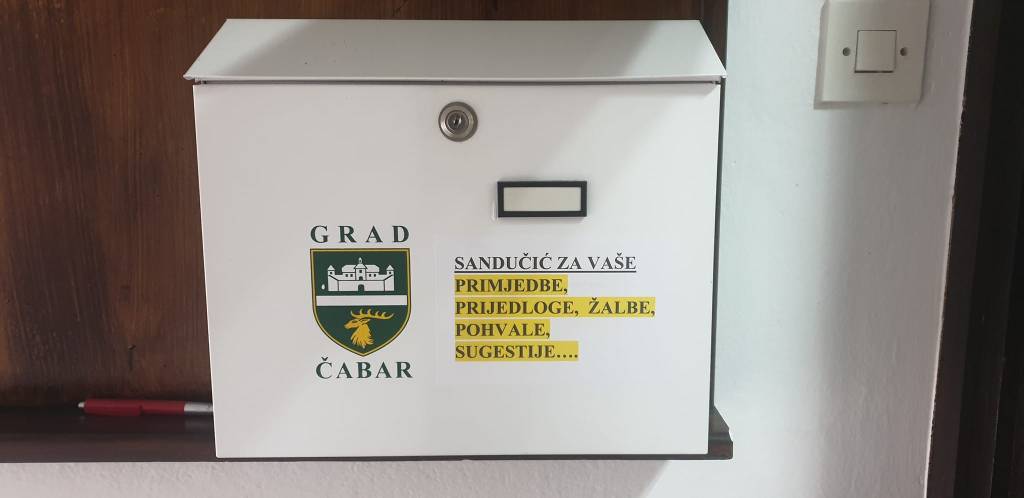 GRAD
ČABAR
SANDUČIĆ ZA VAŠE
PRIMJEDBE,
PRIJEDLOGE, ŽALBE,
POHVALE,
SUGESTIJE....